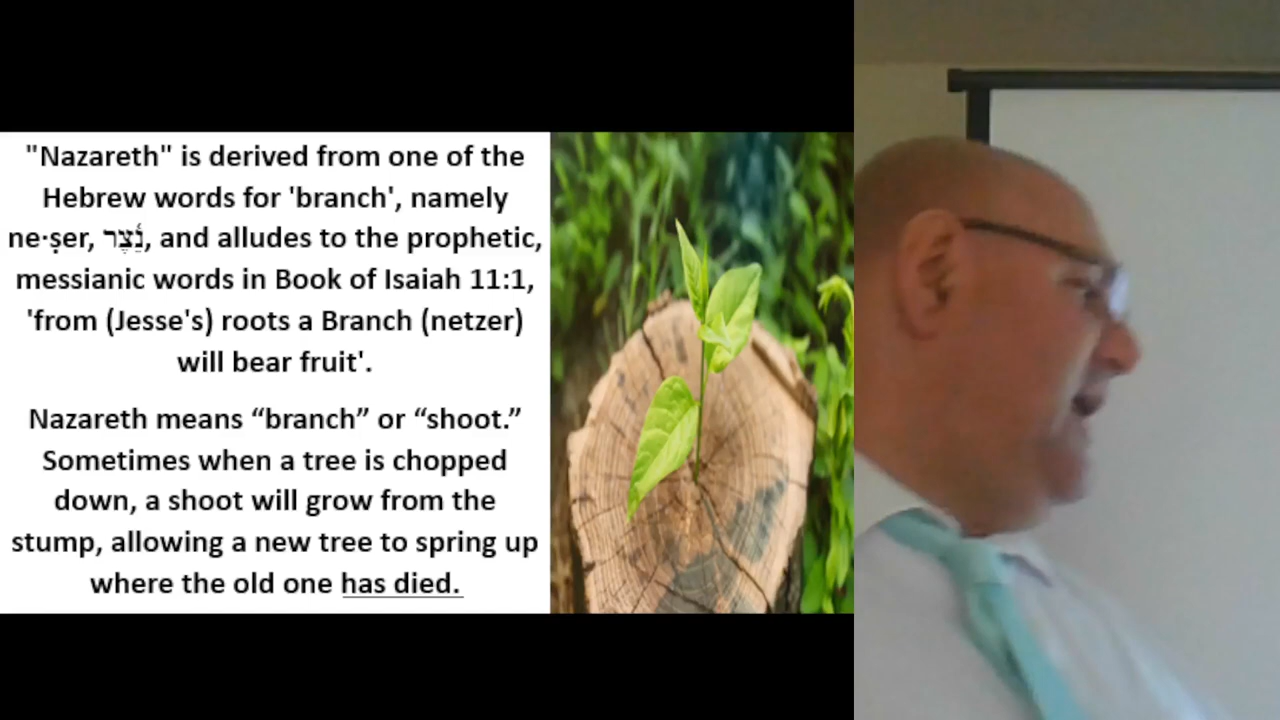 "Nazareth" is derived from one of the
Hebrew words for 'branch', namely
ne·ṣer, נֵ֫צֶר, and alludes to the prophetic,
messianic words in Book of Isaiah 11:1,
'from (Jesse's) roots a Branch (netzer)
will bear fruit'.
Nazareth means “branch” or “shoot.”
Sometimes when a tree is chopped
down, a shoot will grow from the
stump, allowing a new tree to spring up
where the old one has died.